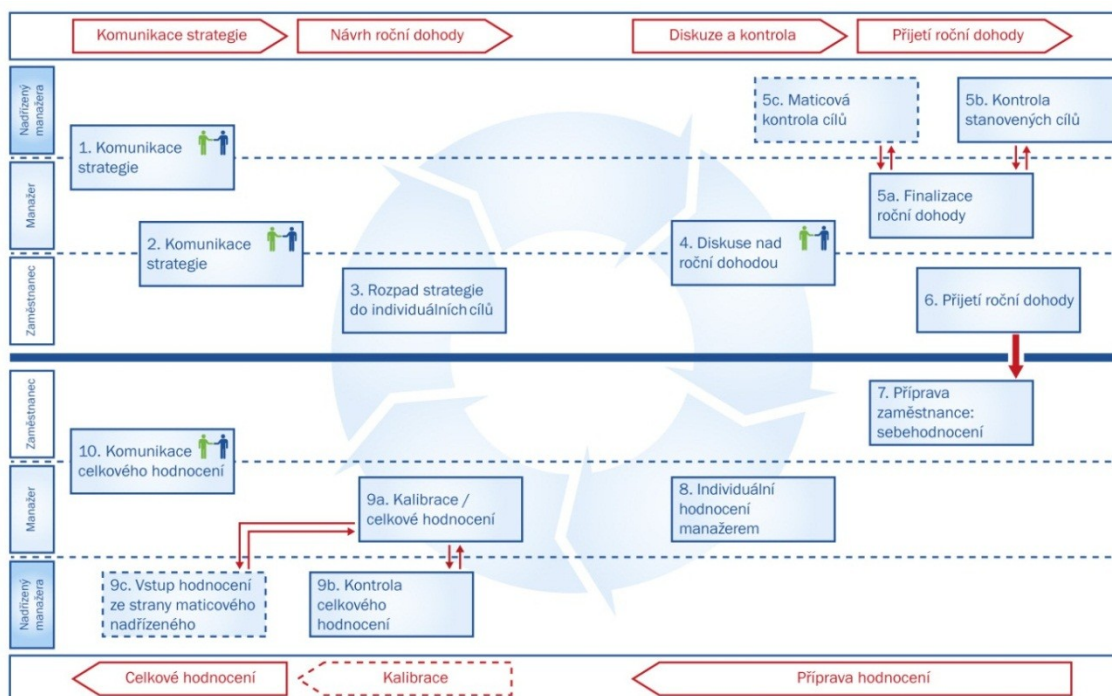 Komunikace strategie
Návrh roční dohody
Diskuze a kontrola
Přijetí roční dohody
Nadřízený
manažera
5c. Maticová
kontrola cílů
5b. Kontrola
stanovených cílů
1. Komunikace
strategie
Manažer
5a. Finalizace
roční dohody
2. Komunikace
strategie
4. Diskuse nad
roční dohodou
Zaměstnanec
3. Rozpad strategie
do individuálních cílů
6. Přijetí roční dohody
Zaměstnanec
7. Příprava
zaměstnance:
sebehodnocení
10. Komunikace
celkového hodnocení
Manažer
9a. Kalibrace /
celkové hodnocení
8. Individuální
hodnocení
manažerem
Nadřízený
manažera
9c. Vstup hodnocení
ze strany maticového
nadřízeného
9b. Kontrola
celkového
hodnocení
Celkové hodnocení
Kalibrace
Příprava hodnocení